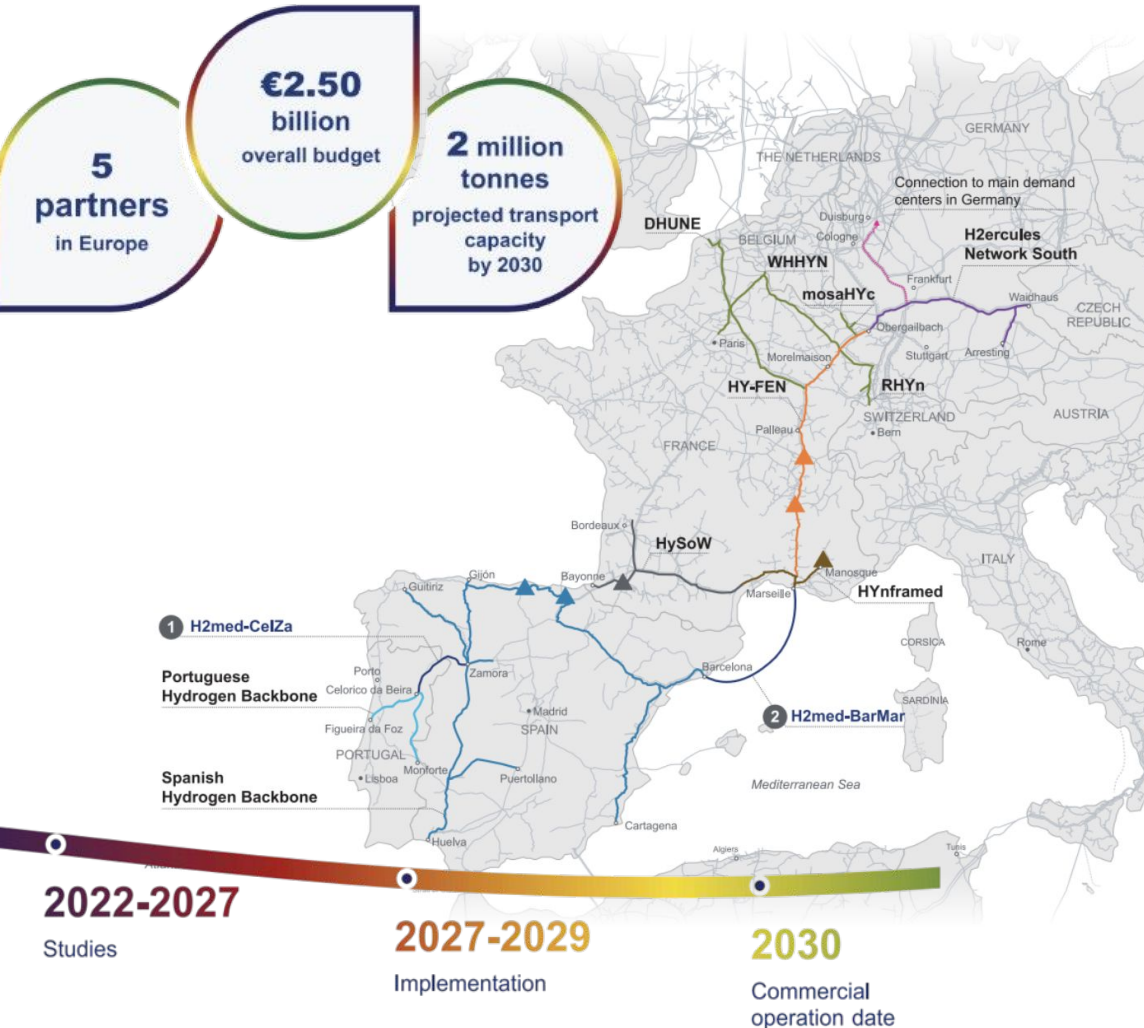 5
partners
in Europe
€2.50
billion
overall budget
2 million
tonnes
projected transport
capacity
by 2030
GERMANY
THE NETHERLANDS
Connection to main demand
centers in Germany
Duisburg
Cologne
DHUNE
BELGIUM
WHHYN
H2ercules
Network South
Frankfurt
mosaHYc
Waidhaus
CZECH
REPUBLIC
Obergailbach
Paris
Morelmaison
Stuttgart
Arresting
HY-FEN
RHYn
SWITZERLAND
AUSTRIA
Palleau
Bern
FRANCE
Bordeaux
HySoW
ITALY
Gijón
Bayonne
Manosque
Guitiriz
Marseille
HYnframed
1 H2med-CelZa
CORSICA
Rome
Porto
Zamora
Barcelona
Portuguese
Hydrogen Backbone
Celorico da Beira
SARDINIA
Madrid
2 H2med-BarMar
Figueira da Foz
SPAIN
PORTUGAL
Monforte
Lisboa
Puertollano
Mediterranean Sea
Spanish
Hydrogen Backbone
Cartagena
Huelva
Algiers
Tunis
2022-2027
Studies
2027-2029
Implementation
2030
Commercial
operation date